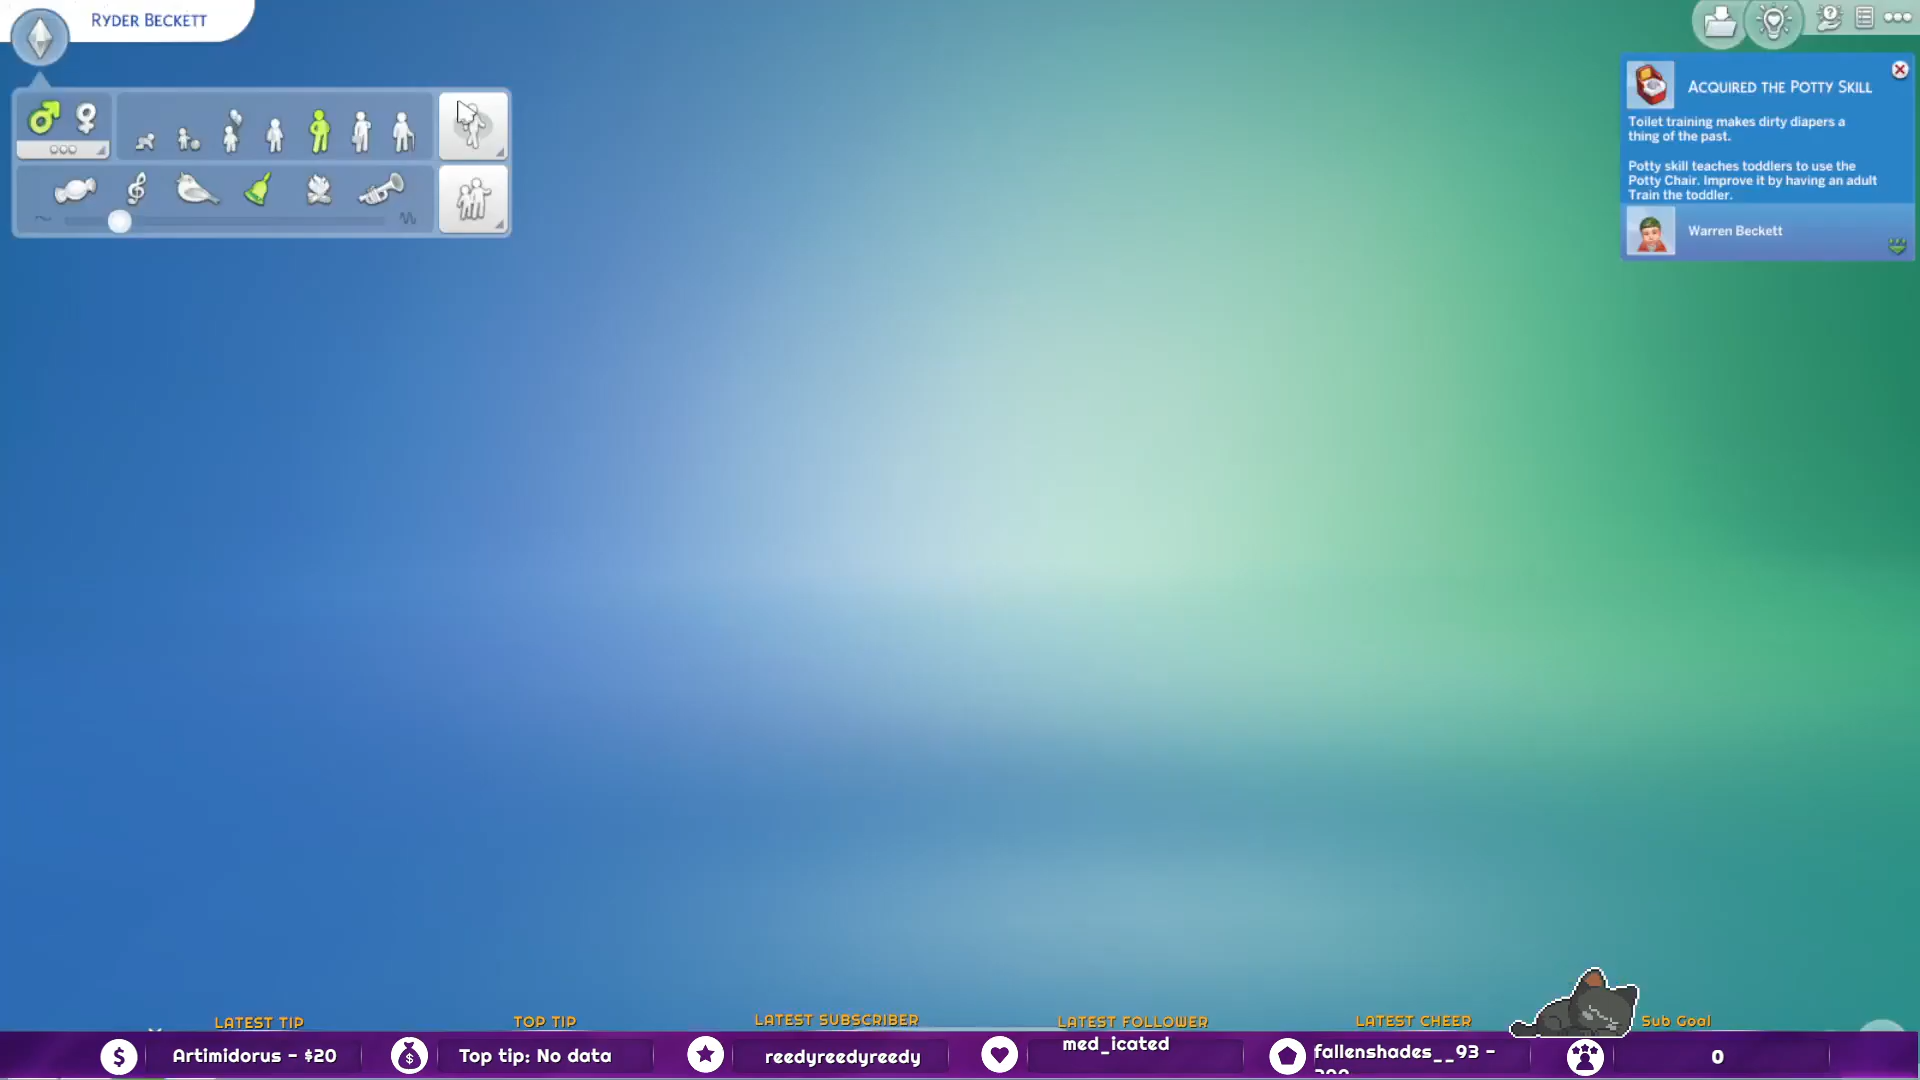 RYDER BECKETT
ACQUIRED THE POTTY SKILL
Toilet training makes dirty diapers a
thing of the past.
Potty skill teaches toddlers to use the
Potty Chair. Improve it by having an adult
Train the toddler.
Warren Beckett
LATEST TIP
Artimidorus - $20
TOP TIP
Top tip: No data
LATEST SUBSCRIBER
reedyreedyreedy
LATEST FOLLOWER
med_icated
LATEST CHEER
fallenshades__93 -
Sub Goal
0